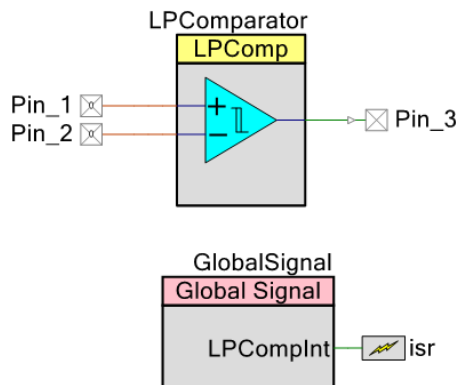 LPComparator
LPComp
Pin_1
Pin_2
Pin_3
GlobalSignal
Global Signal
LPCompInt
isr